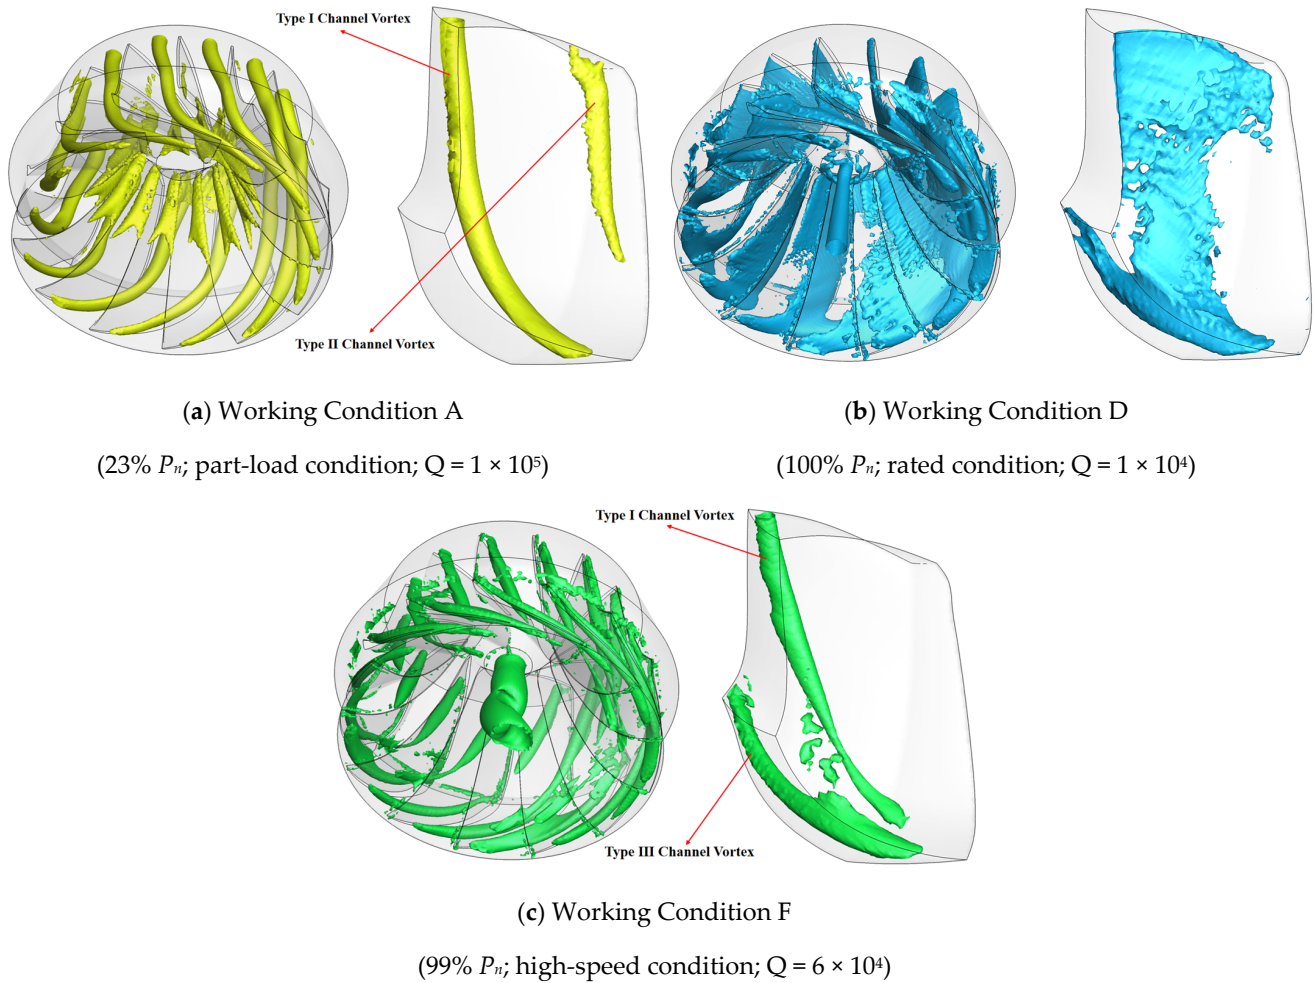 Type I Channel Vortex
Type II Channel Vortex
(a) Working Condition A
(23% Pₙ; part-load condition; Q = 1 × 10⁵)
(b) Working Condition D
(100% Pₙ; rated condition; Q = 1 × 10⁴)
Type I Channel Vortex
Type III Channel Vortex
(c) Working Condition F
(99% Pₙ; high-speed condition; Q = 6 × 10⁴)